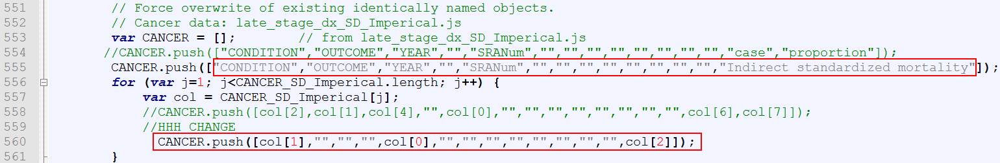 551 // Force overwrite of existing identically named objects.
552 // Cancer data: late_stage_dx_SD_Imperical.js
553 var CANCER = []; // from late_stage_dx_SD_Imperical.js
554 //CANCER.push(["CONDITION","OUTCOME","YEAR","","SRANum","","","","","","","","","case","proportion"]);
555 CANCER.push(["CONDITION","OUTCOME","YEAR","","SRANum","","","","","","","","","Indirect standardized mortality"]);
556 for (var j=1; j<CANCER_SD_Imperical.length; j++) {
557 var col = CANCER_SD_Imperical[j];
558 //CANCER.push([col[2],col[1],col[4],"",col[0],"","","","","","","","",col[6],col[7]]);
559 //HHH CHANGE
560 CANCER.push([col[1],"","","",col[0],"","","","","","","","",col[2]]);
561 }